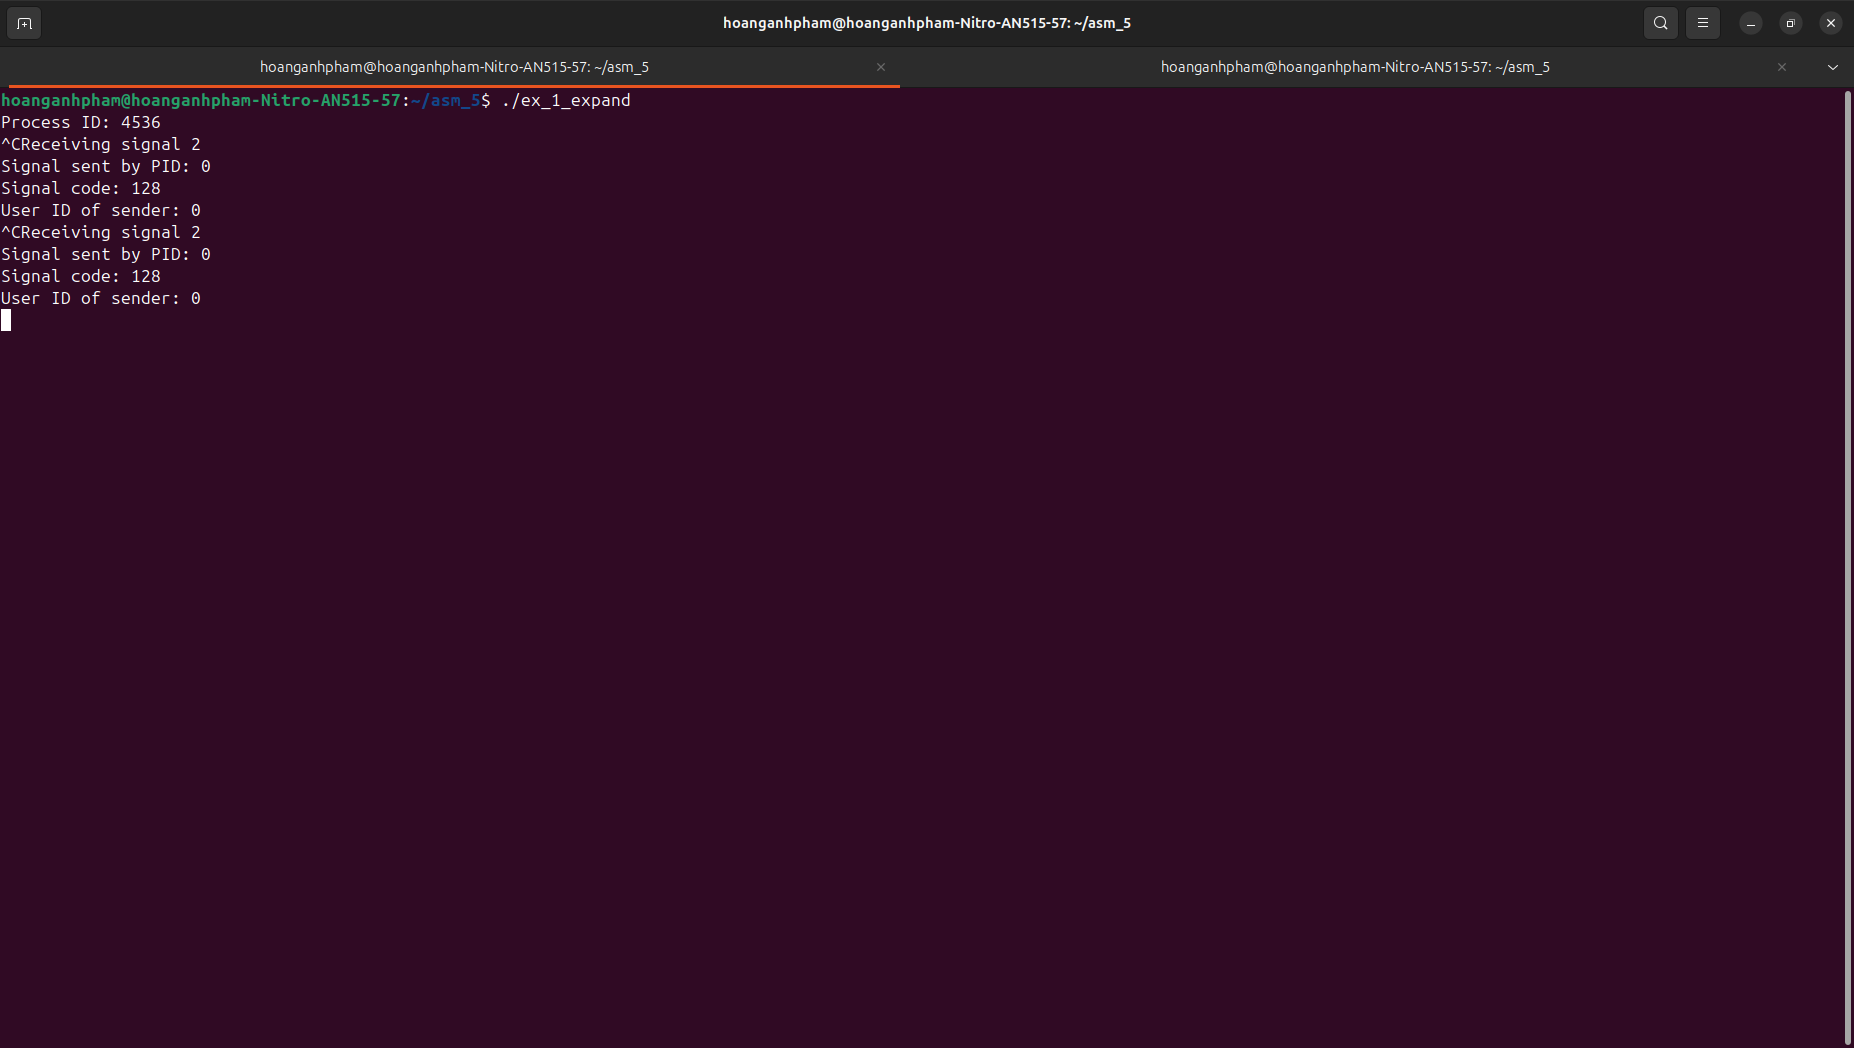 hoanganhpham@hoanganhpham-Nitro-AN515-57: ~/asm_5
hoanganhpham@hoanganhpham-Nitro-AN515-57: ~/asm_5
hoanganhpham@hoanganhpham-Nitro-AN515-57: ~/asm_5
hoanganhpham@hoanganhpham-Nitro-AN515-57:~/asm_5$ ./ex_1_expand
Process ID: 4536
^CReceiving signal 2
Signal sent by PID: 0
Signal code: 128
User ID of sender: 0
^CReceiving signal 2
Signal sent by PID: 0
Signal code: 128
User ID of sender: 0